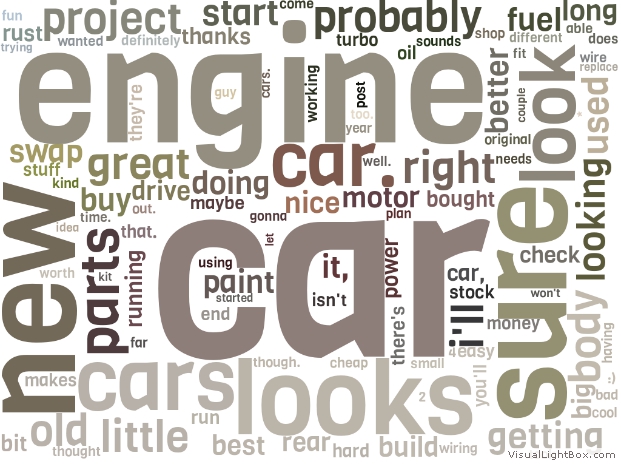 fun
project
start
come
probably
fuel
long
rust
wanted
definitely
thanks
turbo
sounds
shop
different
able
trying
oil
fit
does
engine
they're
guy
cars.
working
post
too.
year
better
couple
look
wire
replace
used
original
needs
swap
stuff
kind
great
car.
well.
right
looking
buy
drive
doing
maybe
nice
motor
bought
new
time.
out.
gonna
plan
idea
that.
let
car
sure
parts
kit
running
using
paint
it,
power
car,
check
worth
started
isn't
stock
won't
end
i'll
money
body
far
there's
having
makes
cars
looks
though.
cheap
small
4
easy
you'll
big
:)
bad
cool
2
bit
old
little
run
thought
best
rear
hard
build
wiring
getting
VisualLightBox.com